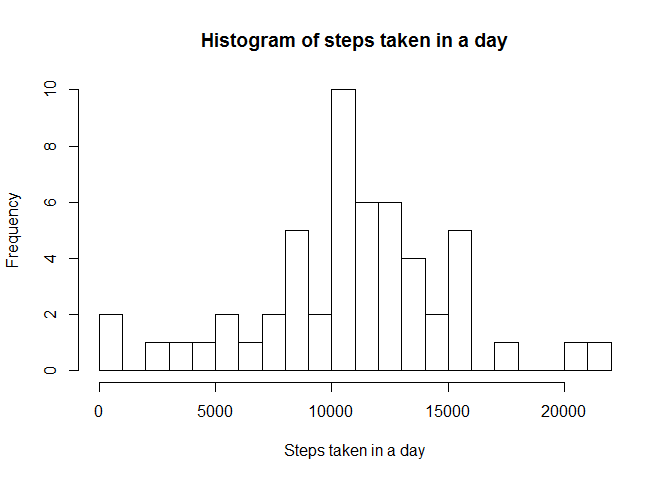 Histogram of steps taken in a day
Frequency
10
8
6
4
2
0
0 5000 10000 15000 20000
Steps taken in a day